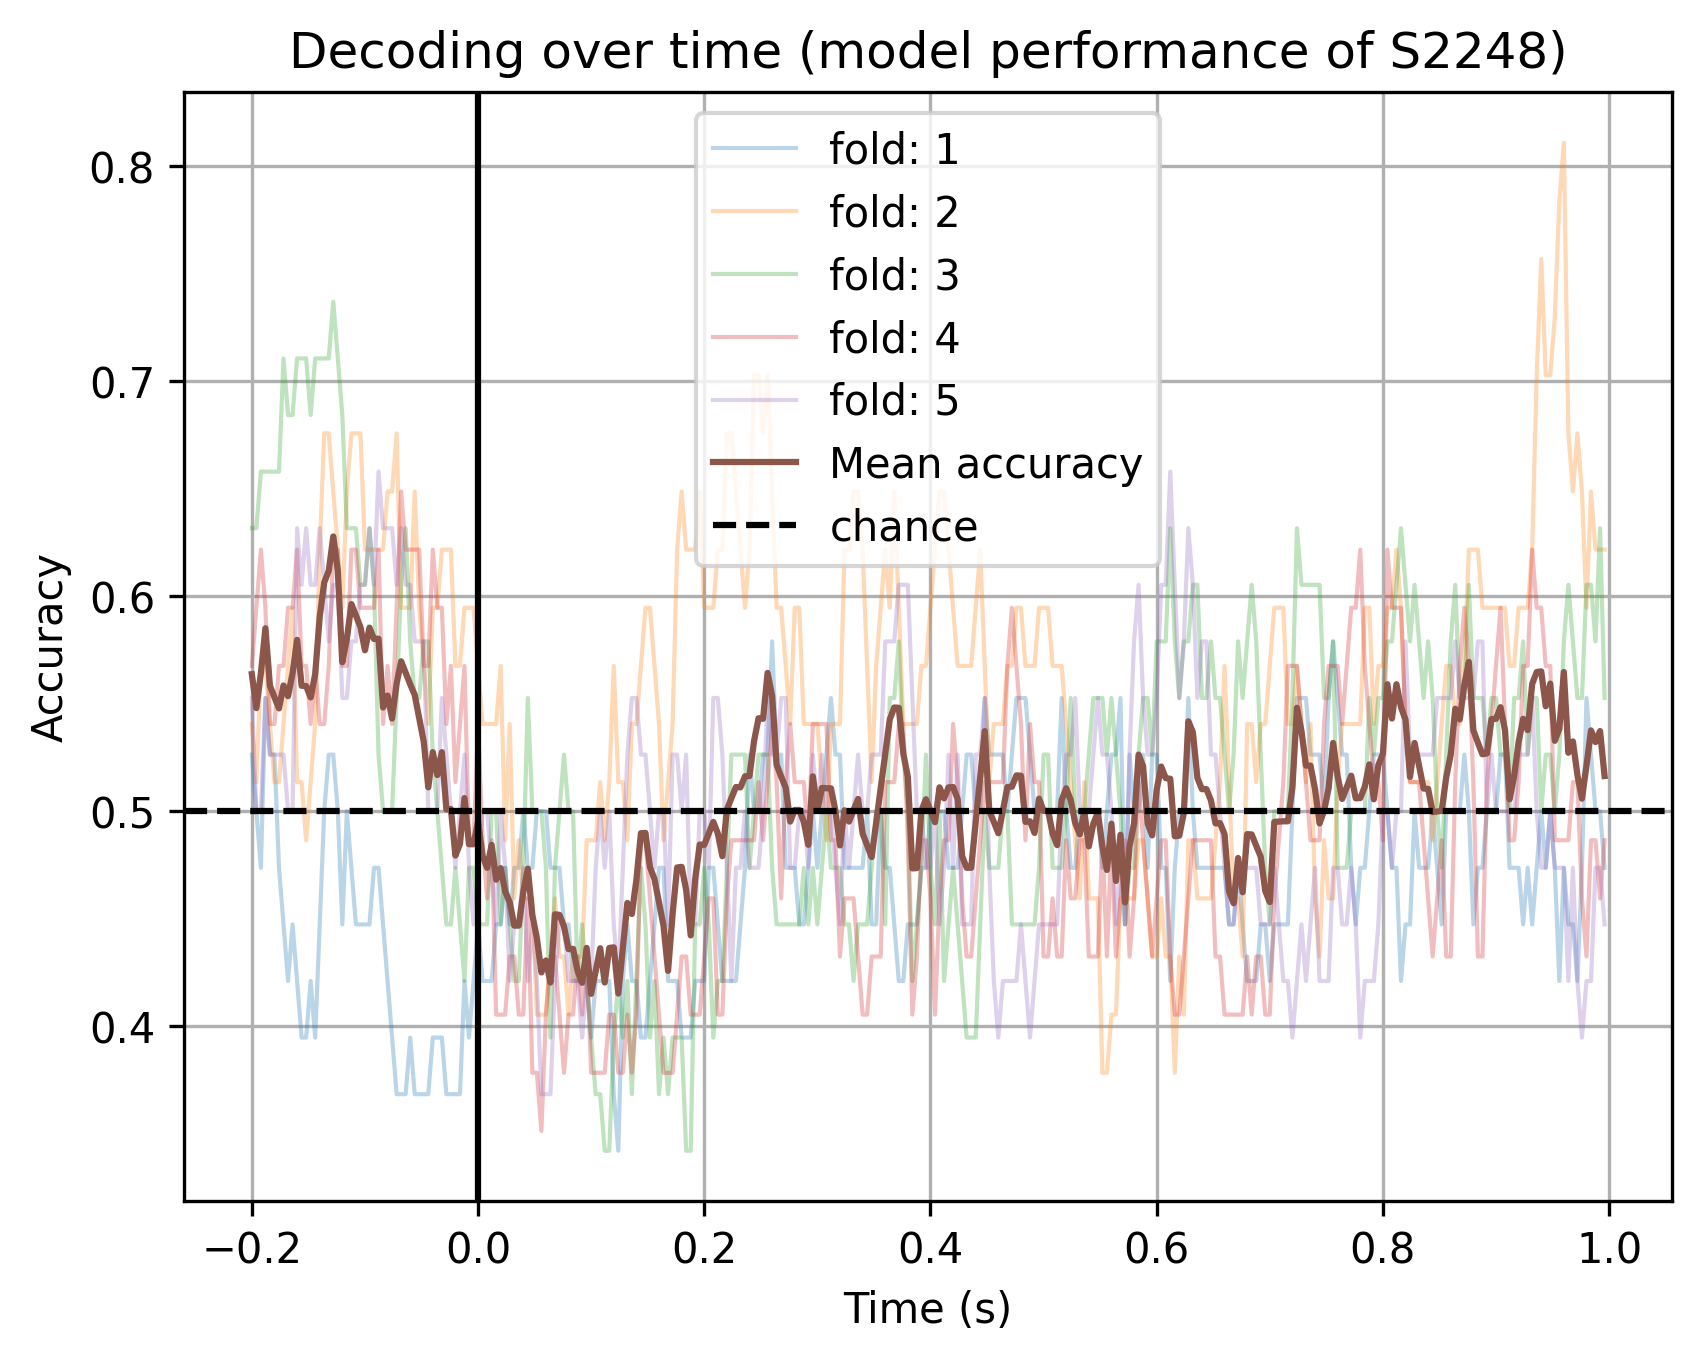 Decoding over time (model performance of S2248)
fold: 1
fold: 2
fold: 3
fold: 4
fold: 5
Mean accuracy
chance
Accuracy
0.8
0.7
0.6
0.5
0.4
−0.2 0.0 0.2 0.4 0.6 0.8 1.0
Time (s)